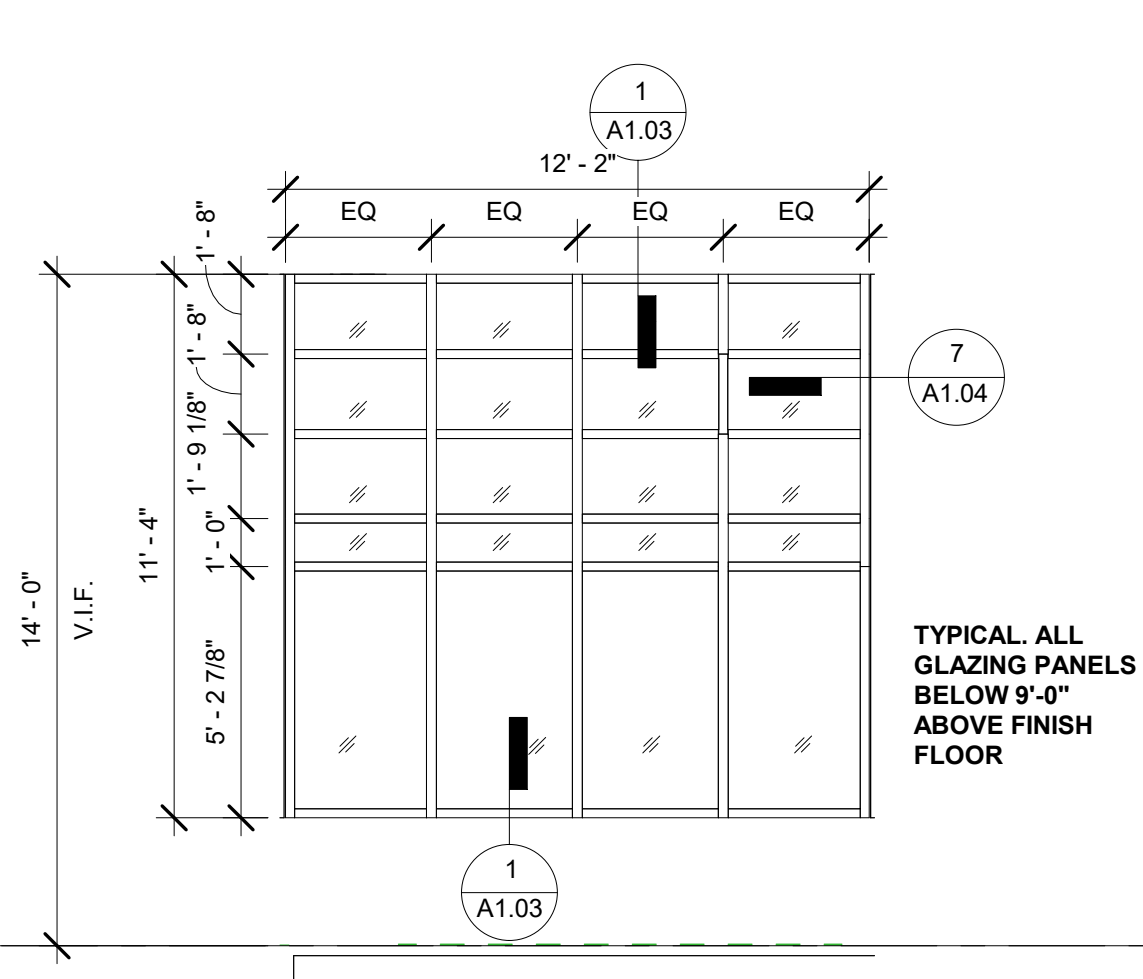 1
A1.03
12' - 2"
EQ EQ EQ EQ
1' - 8"
1' - 8"
1' - 9 1/8"
1' - 0"
5' - 2 7/8"
11' - 4"
14' - 0"
V.I.F.
7
A1.04
TYPICAL. ALL
GLAZING PANELS
BELOW 9'-0"
ABOVE FINISH
FLOOR
1
A1.03